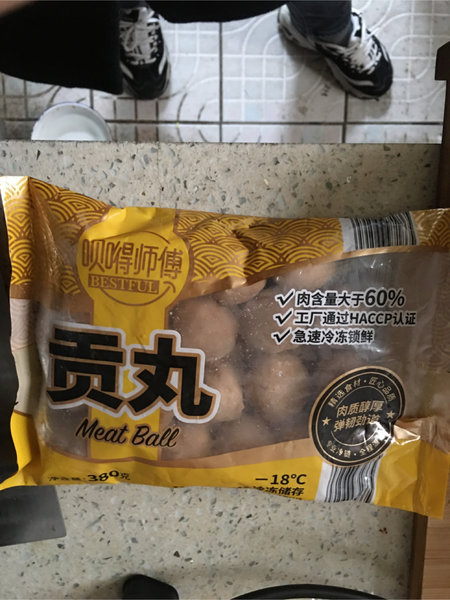 呗嘚师傅
BESTFUL
贡丸
Meat Ball
肉含量大于60%
工厂通过HACCP认证
急速冷冻锁鲜
精选食材·匠心品质
肉质醇厚
弹韧劲道
净含量:380克
-18℃
冷冻储存